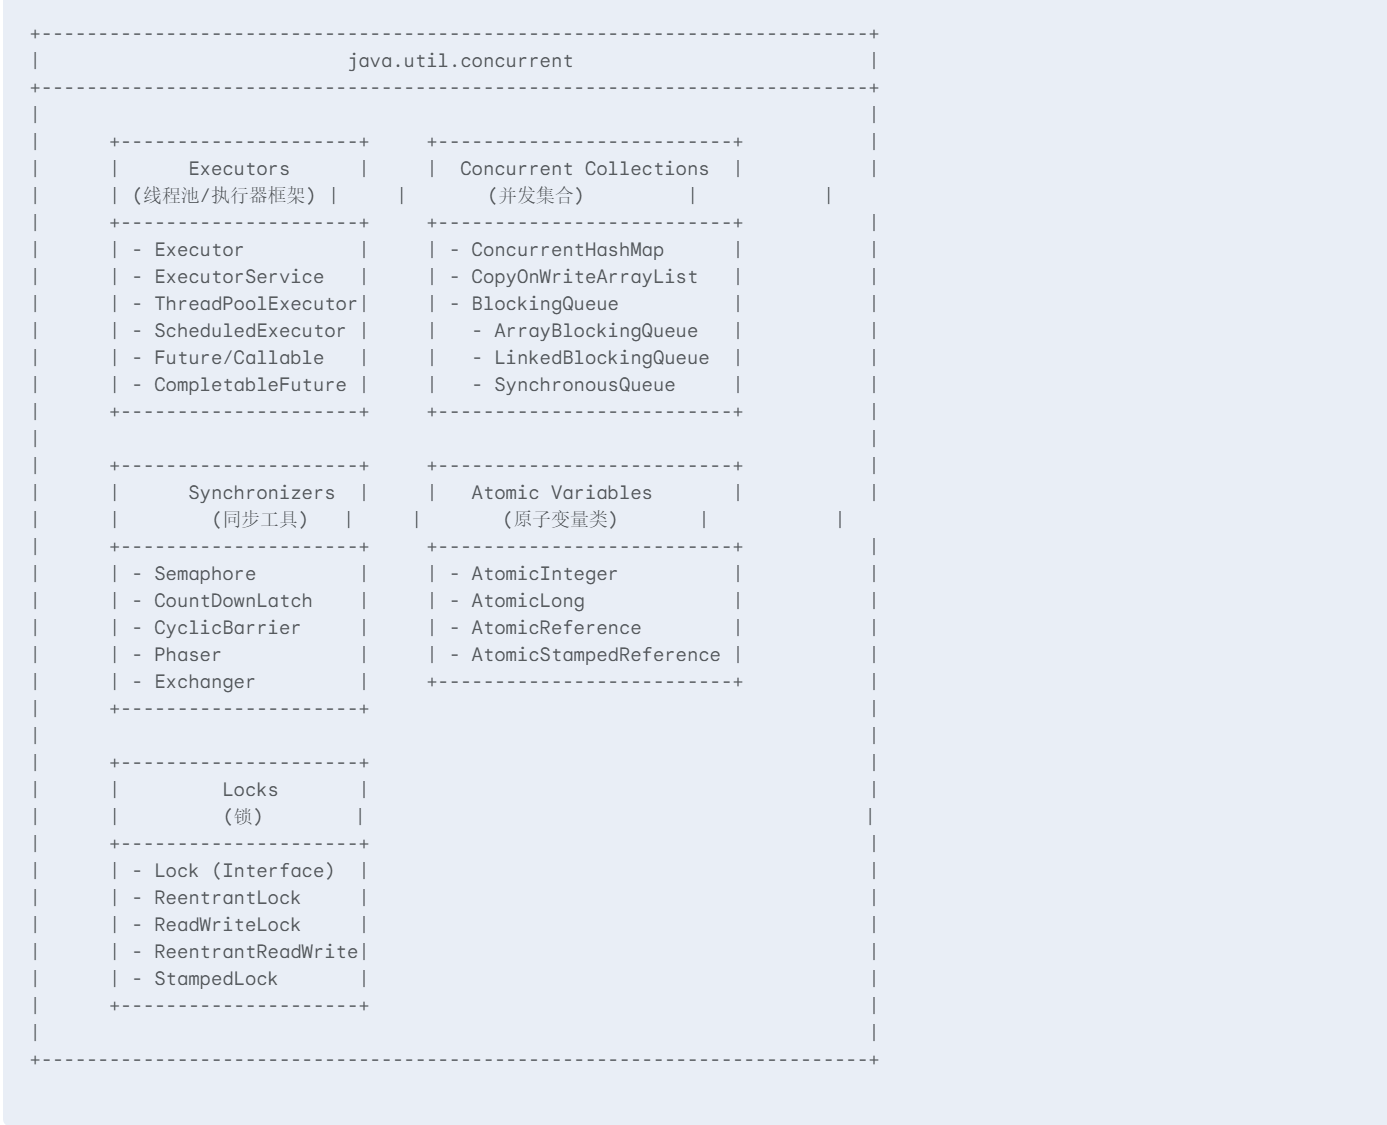 +-------------------------------------------------------------------------+
|                           java.util.concurrent                          |
+-------------------------------------------------------------------------+
|                                                                         |
|      +---------------------+     +--------------------------+           |
|      |      Executors      |     |  Concurrent Collections  |           |
|      | (线程池/执行器框架) |     |       (并发集合)         |           |
|      +---------------------+     +--------------------------+           |
|      | - Executor          |     | - ConcurrentHashMap      |           |
|      | - ExecutorService   |     | - CopyOnWriteArrayList   |           |
|      | - ThreadPoolExecutor|     | - BlockingQueue          |           |
|      | - ScheduledExecutor |     |   - ArrayBlockingQueue   |           |
|      | - Future/Callable   |     |   - LinkedBlockingQueue  |           |
|      | - CompletableFuture |     |   - SynchronousQueue     |           |
|      +---------------------+     +--------------------------+           |
|                                                                         |
|      +---------------------+     +--------------------------+           |
|      |      Synchronizers  |     |   Atomic Variables       |           |
|      |        (同步工具)   |     |       (原子变量类)       |           |
|      +---------------------+     +--------------------------+           |
|      | - Semaphore         |     | - AtomicInteger          |           |
|      | - CountDownLatch    |     | - AtomicLong             |           |
|      | - CyclicBarrier     |     | - AtomicReference        |           |
|      | - Phaser            |     | - AtomicStampedReference |           |
|      | - Exchanger         |     +--------------------------+           |
|      +---------------------+                                            |
|                                                                         |
|      +---------------------+                                            |
|      |         Locks       |                                            |
|      |         (锁)        |                                            |
|      +---------------------+                                            |
|      | - Lock (Interface)  |                                            |
|      | - ReentrantLock     |                                            |
|      | - ReadWriteLock     |                                            |
|      | - ReentrantReadWrite|                                            |
|      | - StampedLock       |                                            |
|      +---------------------+                                            |
|                                                                         |
+-------------------------------------------------------------------------+